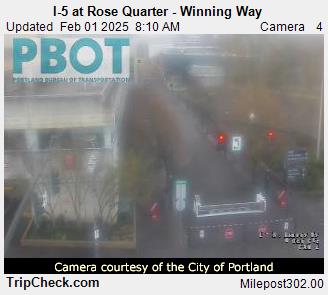 I-5 at Rose Quarter - Winning Way
Updated  Feb 01 2025  8:10 AM
Camera  4
PBOT
PORTLAND BUREAU OF TRANSPORTATION
Camera courtesy of the City of Portland
TripCheck.com
Milepost302.00